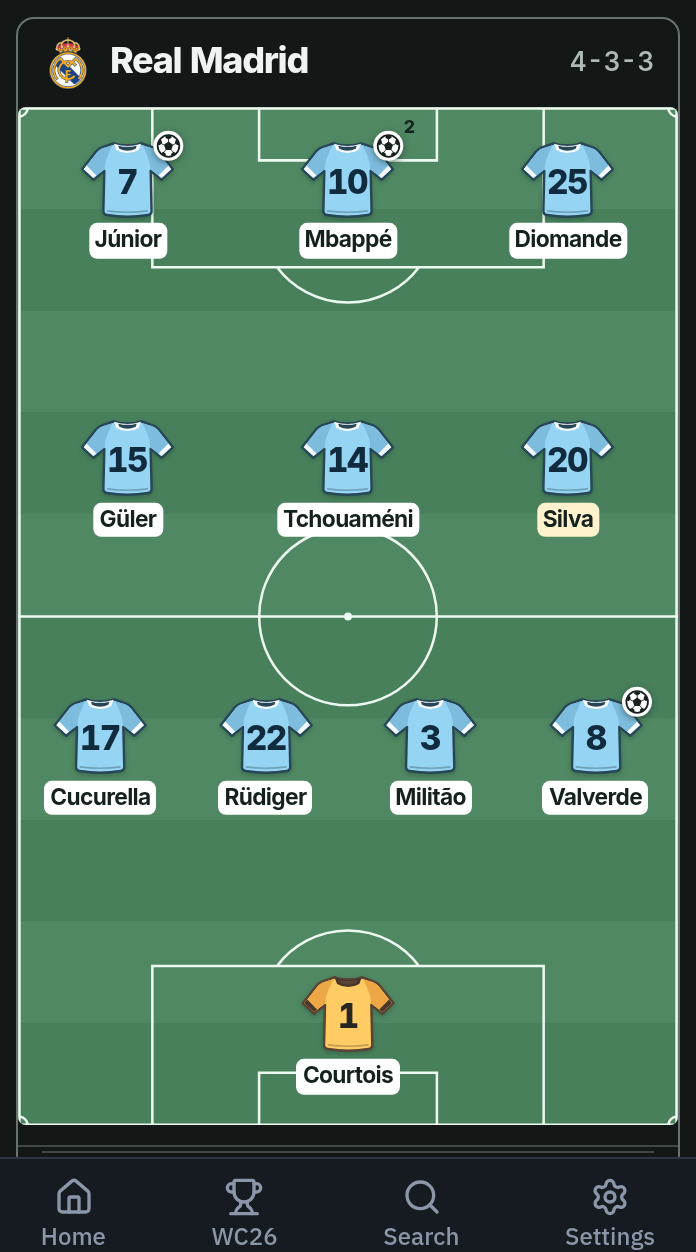 Real Madrid 4-3-3
2
7 10 25
Júnior Mbappé Diomande
15 14 20
Güler Tchouaméni Silva
17 22 3 8
Cucurella Rüdiger Militão Valverde
1
Courtois
Home WC26 Search Settings